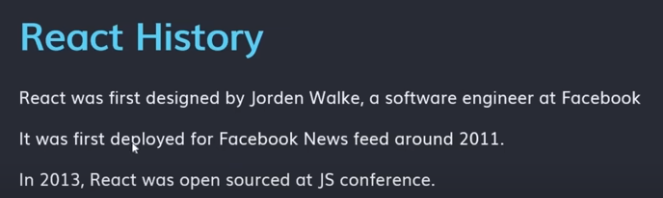 React History
React was first designed by Jorden Walke, a software engineer at Facebook
It was first deployed for Facebook News feed around 2011.
In 2013, React was open sourced at JS conference.